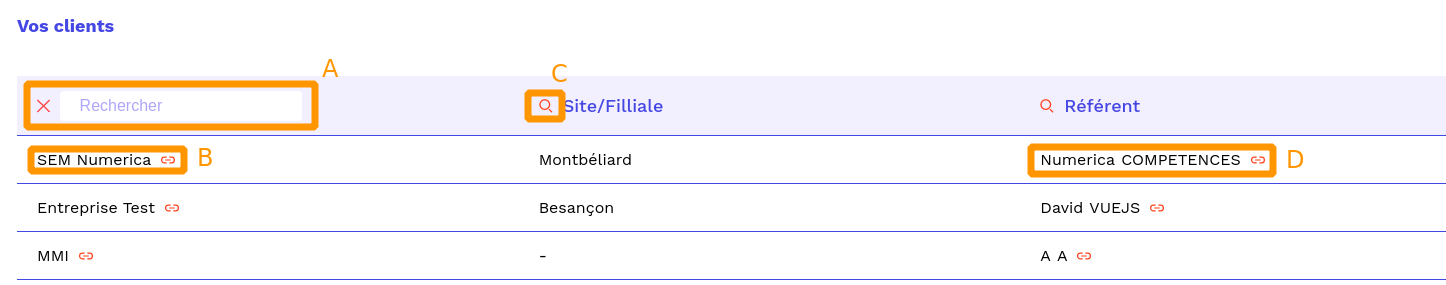 Vos clients
A
C
Rechercher
Site/Filliale
Référent
SEM Numerica
B
Montbéliard
Numerica COMPETENCES
D
Entreprise Test
Besançon
David VUEJS
MMI
-
A A